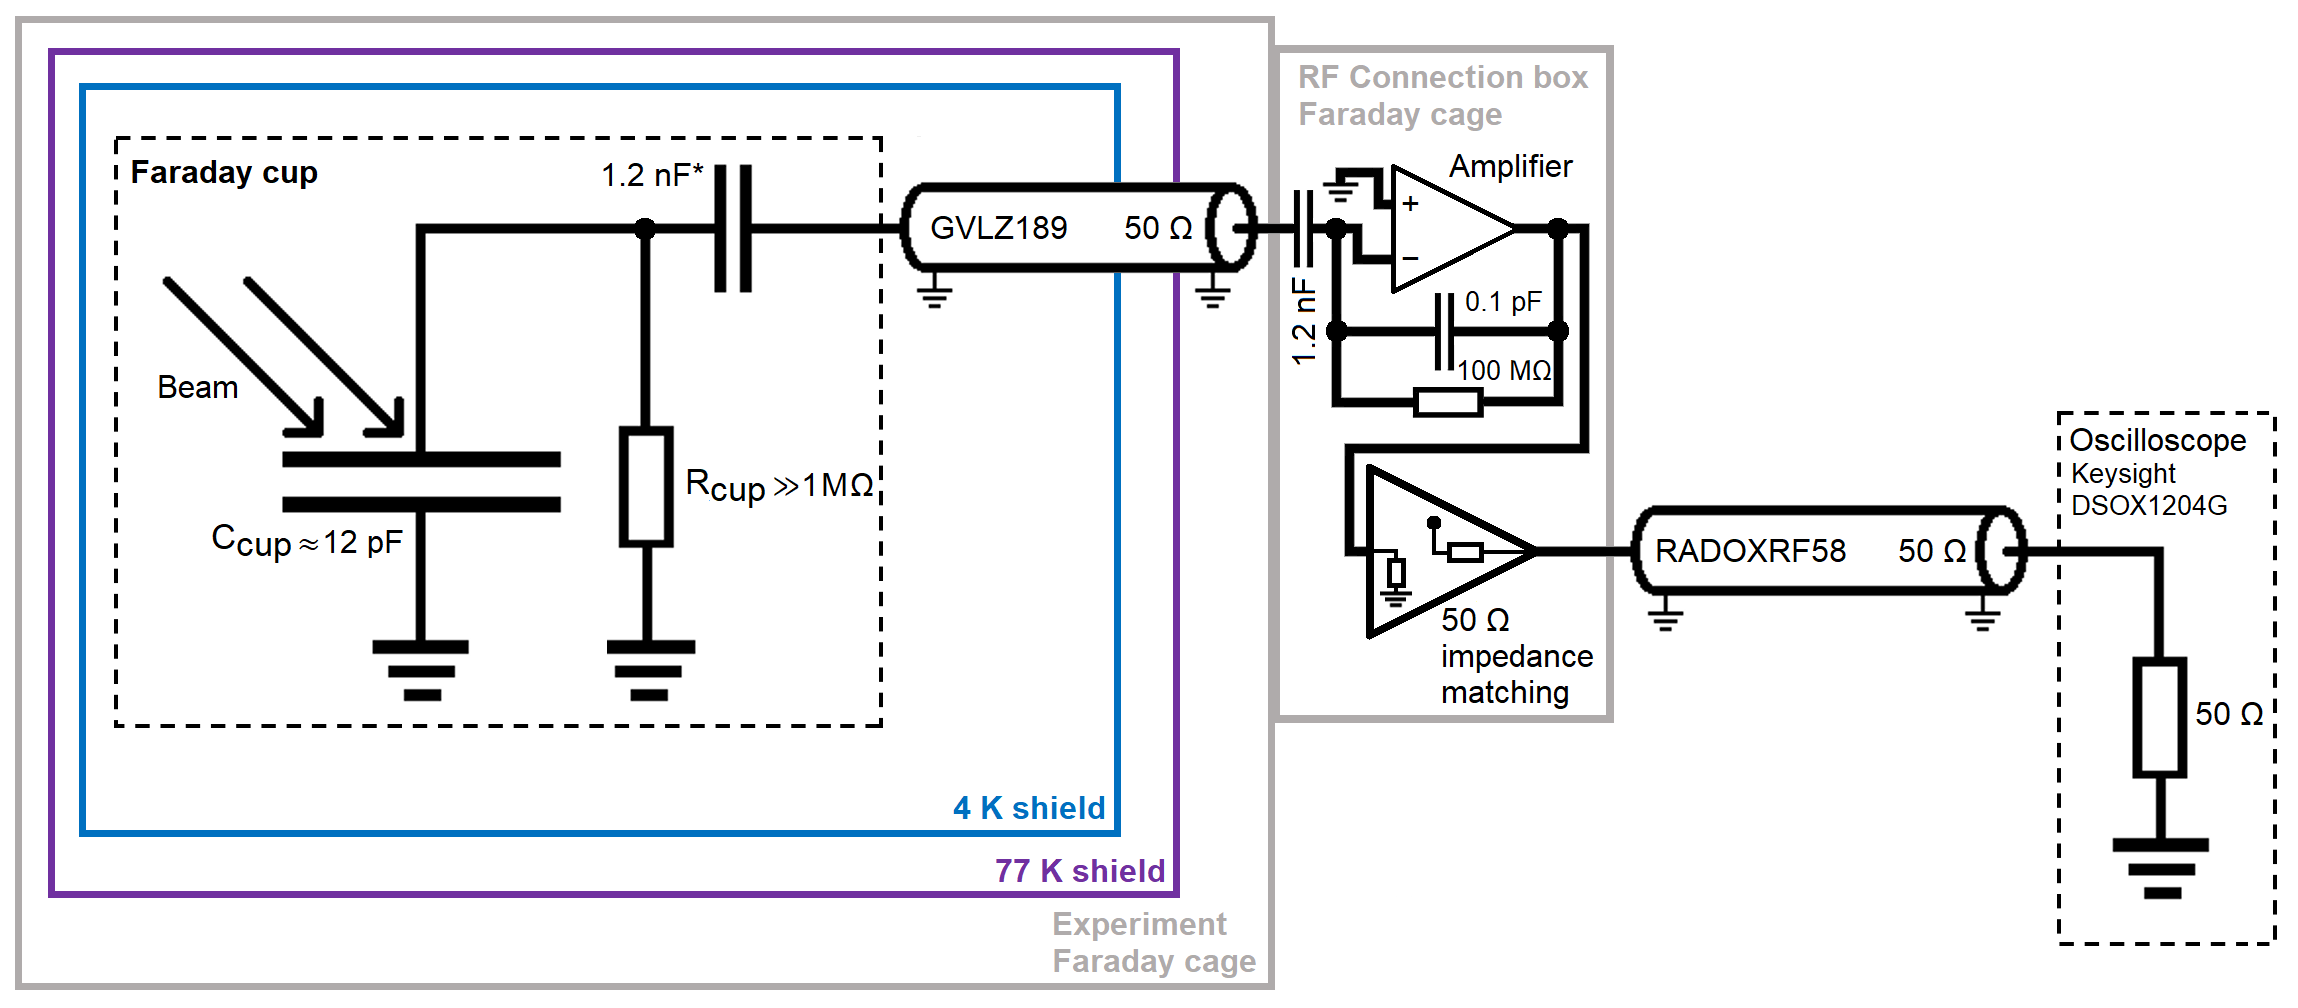 RF Connection box
Faraday cage
Faraday cup
1.2 nF*
Amplifier
GVLZ189
50 Ω
+
−
1.2 nF
0.1 pF
100 MΩ
Beam
Rcup ≫1MΩ
Ccup ≈12 pF
Oscilloscope
Keysight
DSOX1204G
RADOXRF58
50 Ω
50 Ω
impedance
matching
50 Ω
4 K shield
77 K shield
Experiment
Faraday cage